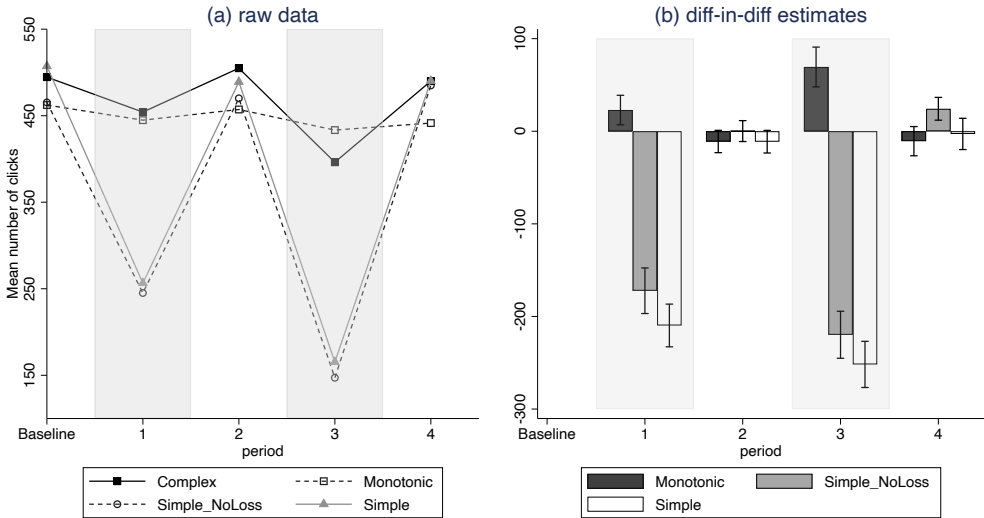 (a) raw data
Mean number of clicks
550
450
350
250
150
Baseline 1 2 3 4
period
Complex Monotonic
Simple_NoLoss Simple
(b) diff-in-diff estimates
100
0
-100
-200
-300
Baseline 1 2 3 4
period
Monotonic Simple_NoLoss
Simple